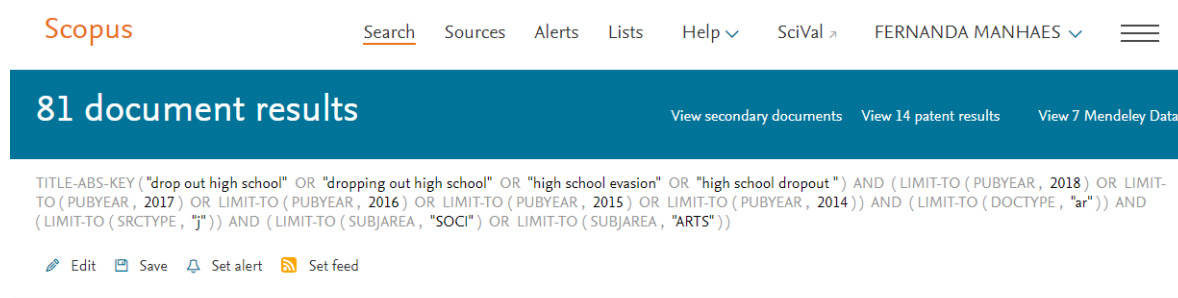 Scopus
Search Sources Alerts Lists Help SciVal FERNANDA MANHAES
81 document results
View secondary documents View 14 patent results View 7 Mendeley Data
TITLE-ABS-KEY ( "drop out high school" OR "dropping out high school" OR "high school evasion" OR "high school dropout " ) AND ( LIMIT-TO ( PUBYEAR , 2018 ) OR LIMIT-
TO ( PUBYEAR , 2017 ) OR LIMIT-TO ( PUBYEAR , 2016 ) OR LIMIT-TO ( PUBYEAR , 2015 ) OR LIMIT-TO ( PUBYEAR , 2014 ) ) AND ( LIMIT-TO ( DOCTYPE , "ar" ) ) AND
( LIMIT-TO ( SRCTYPE , "j" ) ) AND ( LIMIT-TO ( SUBJAREA , "SOCI" ) OR LIMIT-TO ( SUBJAREA , "ARTS" ) )
Edit Save Set alert Set feed